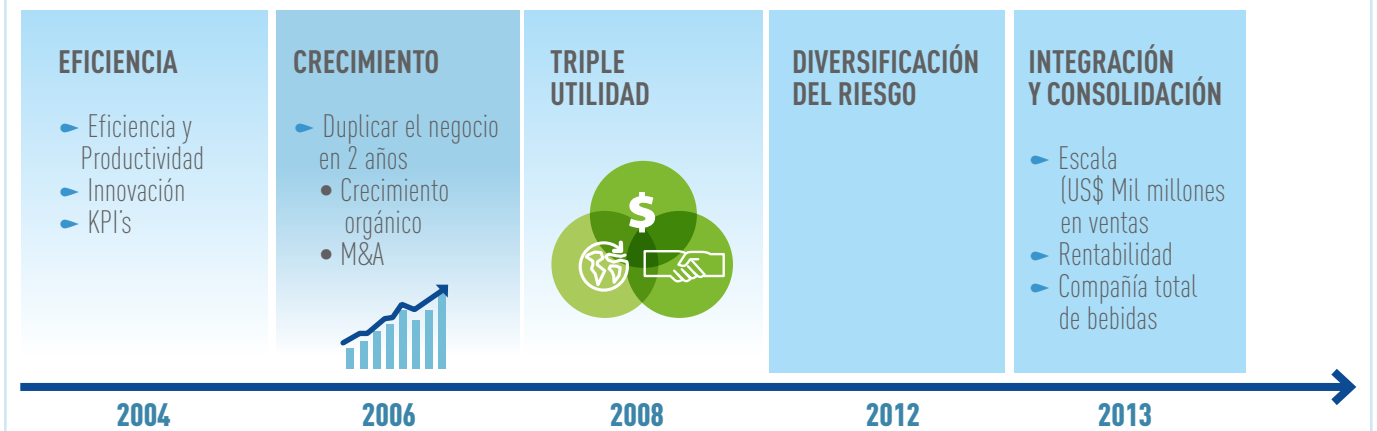 EFICIENCIA
Eficiencia y
Productividad
Innovación
KPI's
2004
CRECIMIENTO
Duplicar el negocio
en 2 años
• Crecimiento
orgánico
• M&A
2006
TRIPLE
UTILIDAD
$
2008
DIVERSIFICACIÓN
DEL RIESGO
2012
INTEGRACIÓN
Y CONSOLIDACIÓN
Escala
(US$ Mil millones
en ventas
Rentabilidad
Compañía total
de bebidas
2013